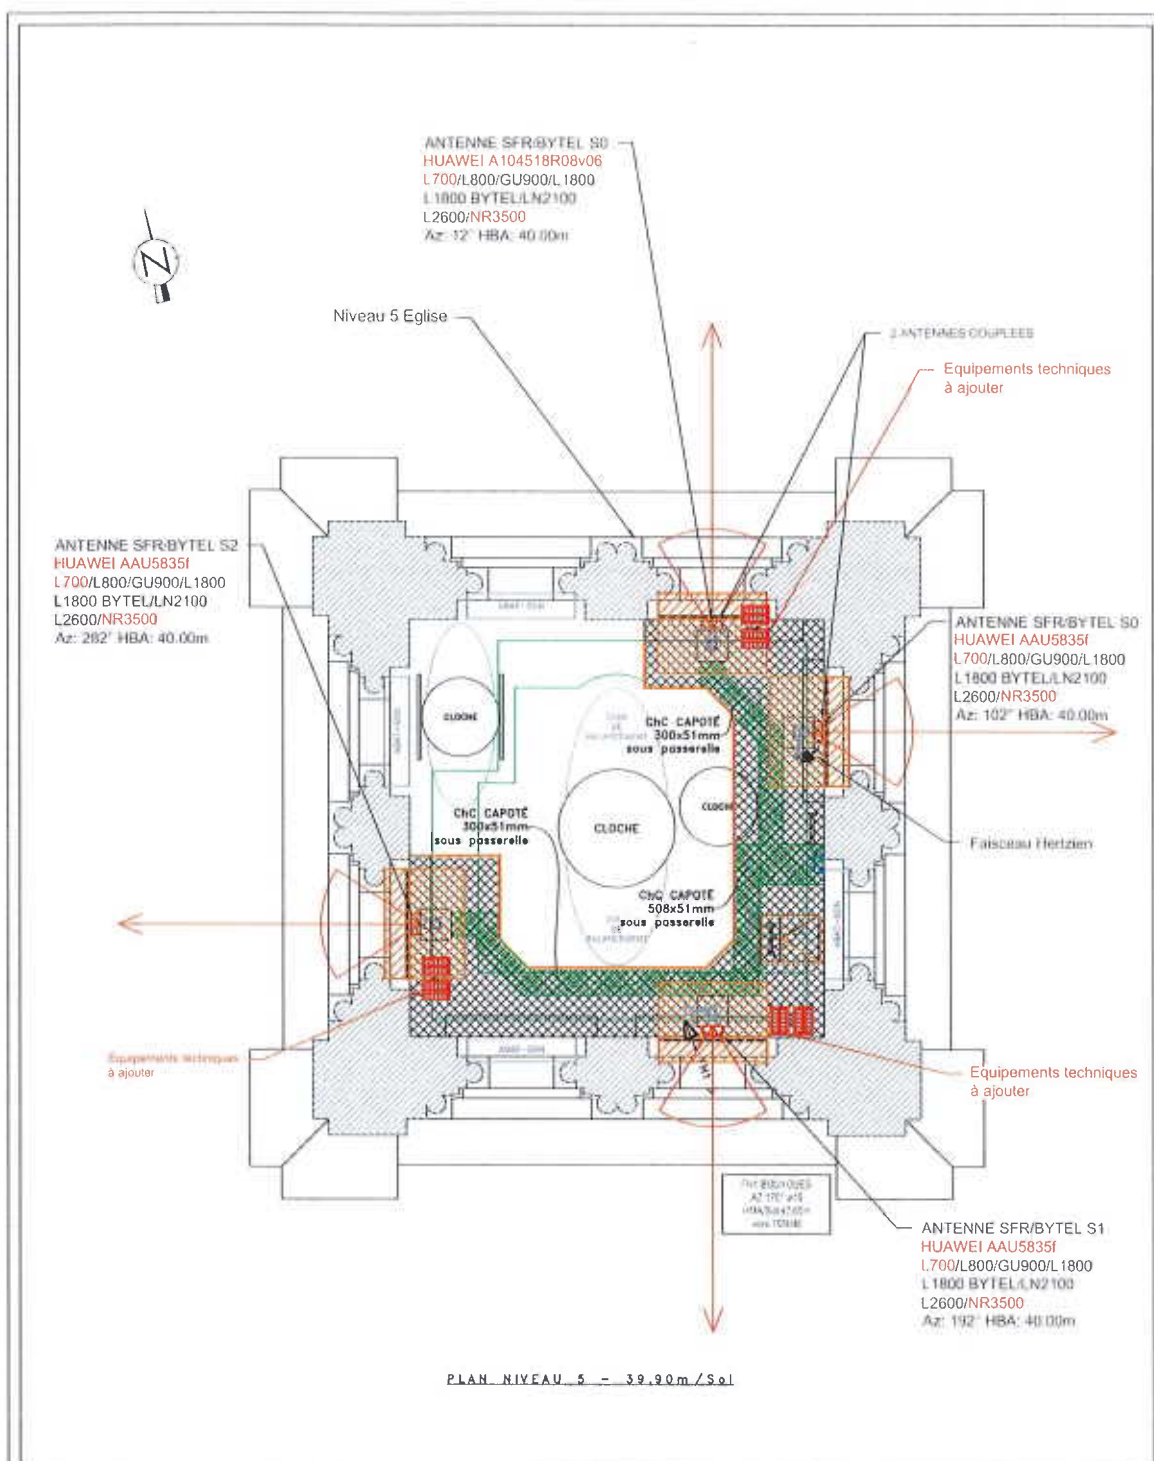 ANTENNE SFR/BYTEL S0
HUAWEI A104518R08v06
L700/L800/GU900/L1800
L1800 BYTEL/LN2100
L2600/NR3500
Az: 12° HBA: 40.00m
N
Niveau 5 Eglise
2 ANTENNES COUPLEES
Equipements techniques
à ajouter
ANTENNE SFR/BYTEL S2
HUAWEI AAU5835f
L700/L800/GU900/L1800
L1800 BYTEL/LN2100
L2600/NR3500
Az: 282° HBA: 40.00m
ANTENNE SFR/BYTEL S0
HUAWEI AAU5835f
L700/L800/GU900/L1800
L1800 BYTEL/LN2100
L2600/NR3500
Az: 102° HBA: 40.00m
CLOCHE
ChC CAPOTÉ
300x51mm
sous passerelle
CLOCHE
ChC CAPOTÉ
300x51mm
sous passerelle
CLOCHE
Faisceau Hertzien
ChC CAPOTÉ
508x51mm
sous passerelle
Equipements techniques
à ajouter
Equipements techniques
à ajouter
ANTENNE SFR/BYTEL S1
HUAWEI AAU5835f
L700/L800/GU900/L1800
L1800 BYTEL/LN2100
L2600/NR3500
Az: 192° HBA: 40.00m
PLAN NIVEAU 5 - 39,90m/Sol